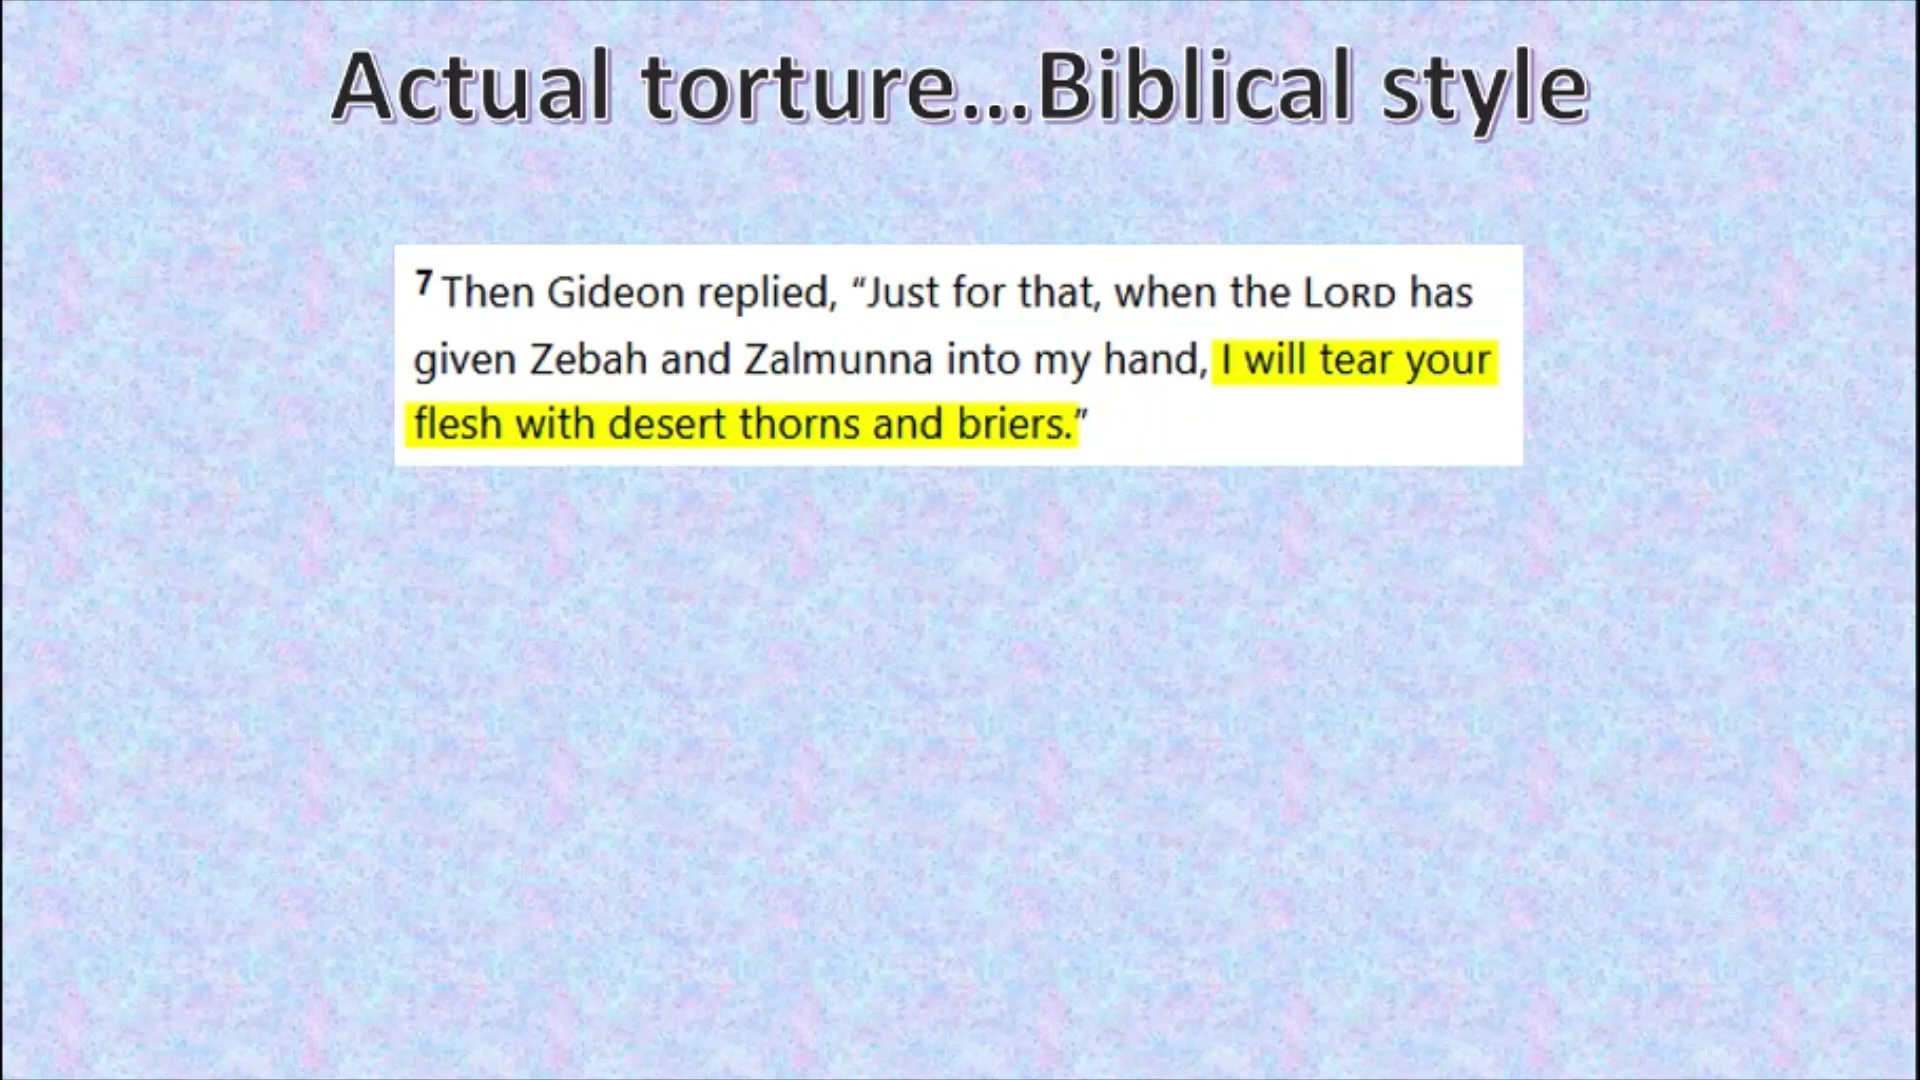 Actual torture...Biblical style
7 Then Gideon replied, “Just for that, when the LORD has
given Zebah and Zalmunna into my hand, I will tear your
flesh with desert thorns and briers.”